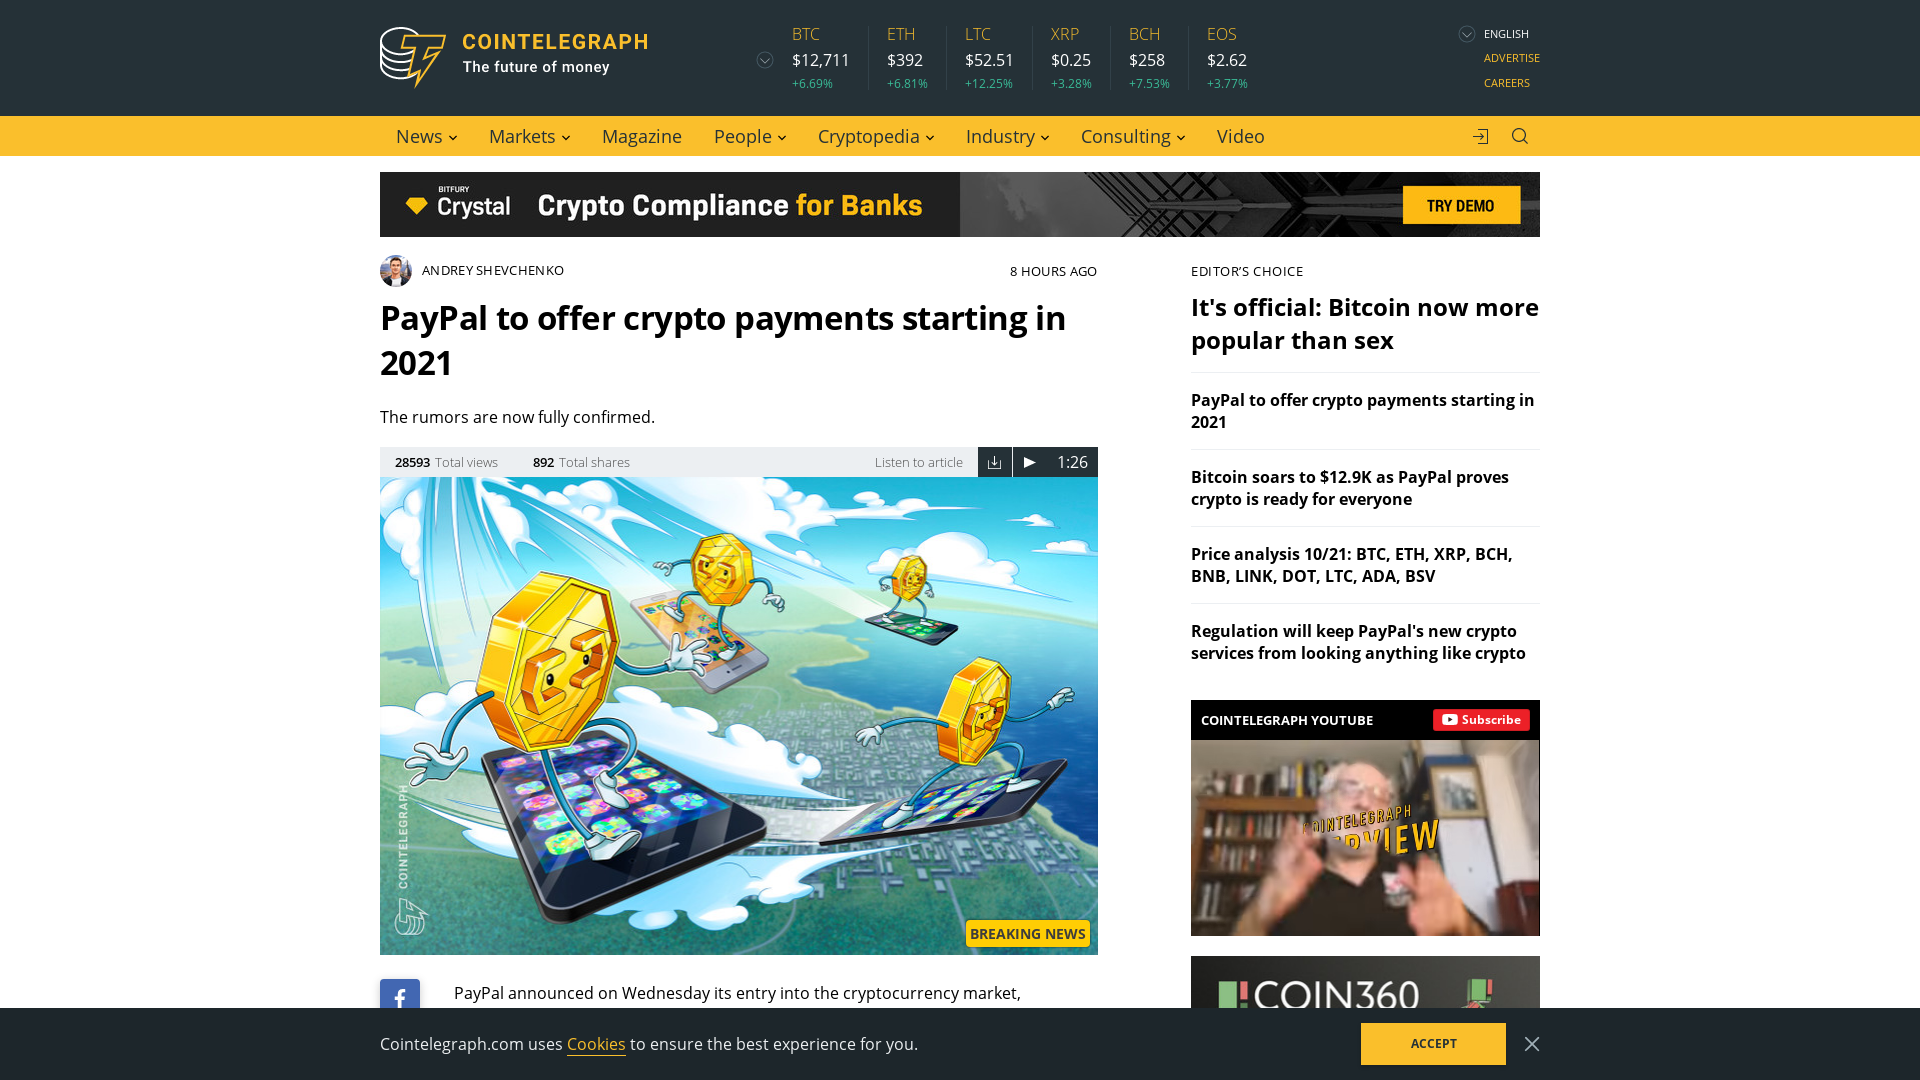 COINTELEGRAPH
The future of money
BTC
$12,711
+6.69%
ETH
$392
+6.81%
LTC
$52.51
+12.25%
XRP
$0.25
+3.28%
BCH
$258
+7.53%
EOS
$2.62
+3.77%
ENGLISH
ADVERTISE
CAREERS
News Markets Magazine People Cryptopedia Industry Consulting Video
BITFURY
Crystal
Crypto Compliance for Banks
TRY DEMO
ANDREY SHEVCHENKO
8 HOURS AGO
PayPal to offer crypto payments starting in
2021
The rumors are now fully confirmed.
28593 Total views 892 Total shares Listen to article 1:26
COINTELEGRAPH
BREAKING NEWS
PayPal announced on Wednesday its entry into the cryptocurrency market,
EDITOR’S CHOICE
It's official: Bitcoin now more
popular than sex
PayPal to offer crypto payments starting in
2021
Bitcoin soars to $12.9K as PayPal proves
crypto is ready for everyone
Price analysis 10/21: BTC, ETH, XRP, BCH,
BNB, LINK, DOT, LTC, ADA, BSV
Regulation will keep PayPal's new crypto
services from looking anything like crypto
COINTELEGRAPH YOUTUBE
Subscribe
COINTELEGRAPH
COIN360
Cointelegraph.com uses Cookies to ensure the best experience for you.
ACCEPT